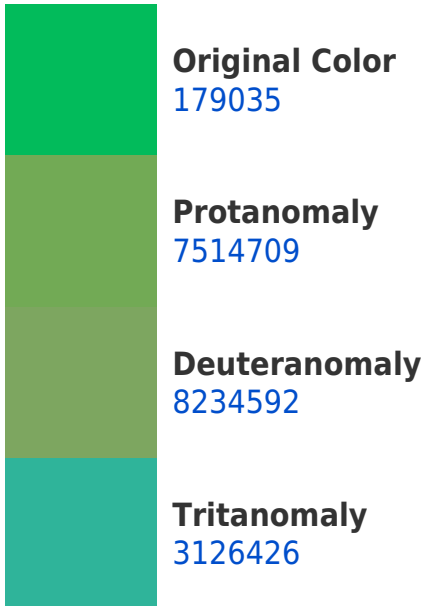 Original Color
179035
Protanomaly
7514709
Deuteranomaly
8234592
Tritanomaly
3126426